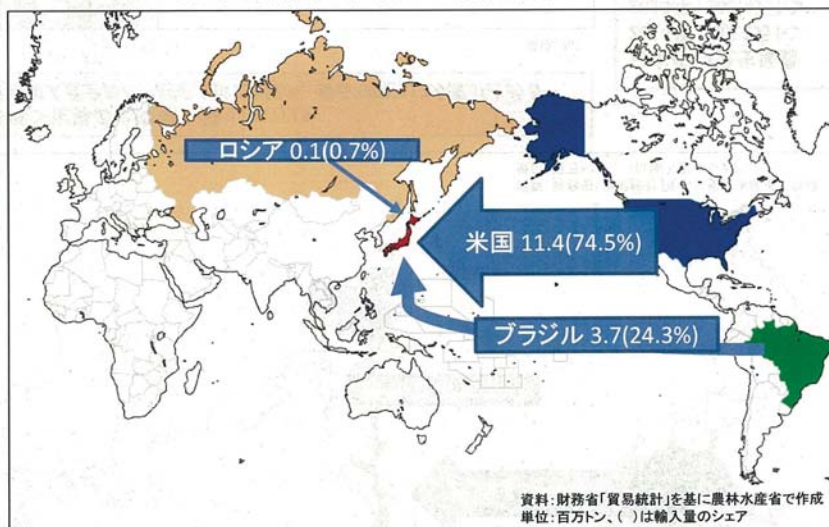 ロシア 0.1(0.7%)
米国 11.4(74.5%)
ブラジル 3.7(24.3%)
資料:財務省「貿易統計」を基に農林水産省で作成
単位:百万トン、( )は輸入量のシェア